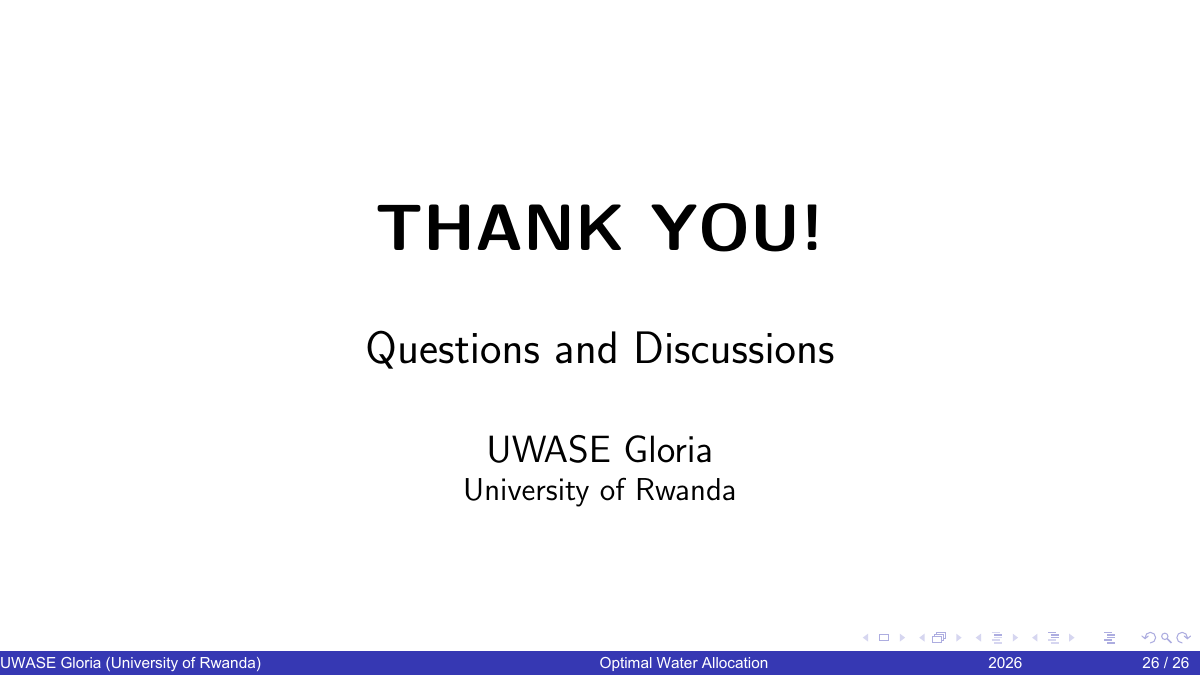 THANK YOU!
Questions and Discussions
UWASE Gloria
University of Rwanda
UWASE Gloria (University of Rwanda) Optimal Water Allocation 2026 26 / 26